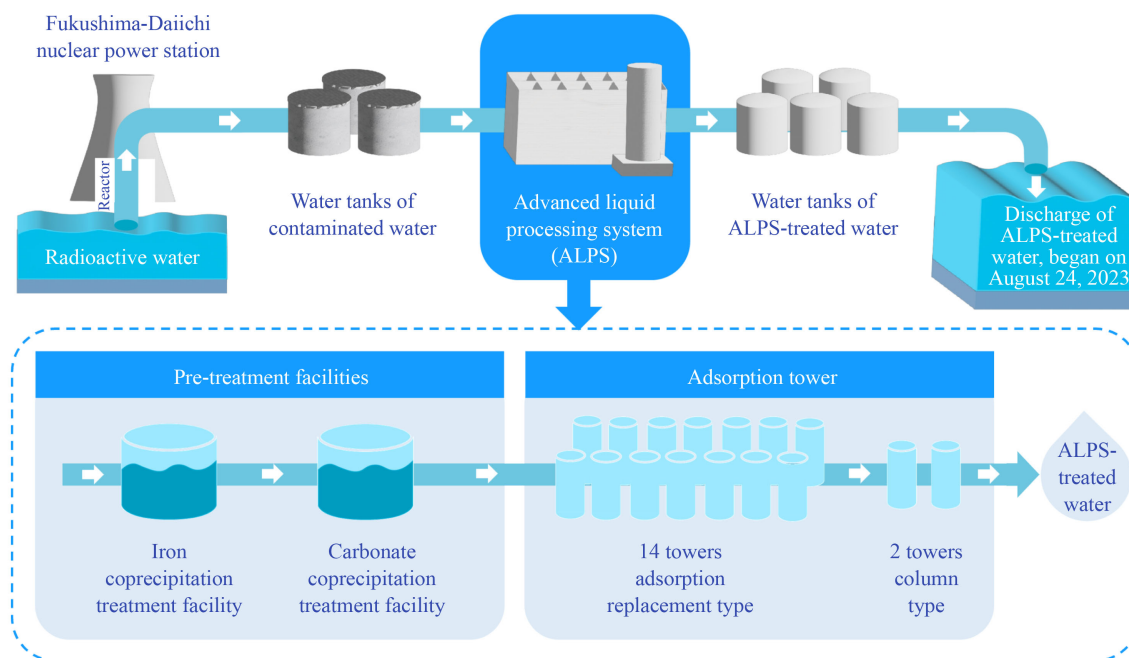 Fukushima-Daiichi
nuclear power station
Reactor
Radioactive water
Water tanks of
contaminated water
Advanced liquid
processing system
(ALPS)
Water tanks of
ALPS-treated water
Discharge of
ALPS-treated
water, began on
August 24, 2023
Pre-treatment facilities
Adsorption tower
Iron
coprecipitation
treatment facility
Carbonate
coprecipitation
treatment facility
14 towers
adsorption
replacement type
2 towers
column
type
ALPS-
treated
water